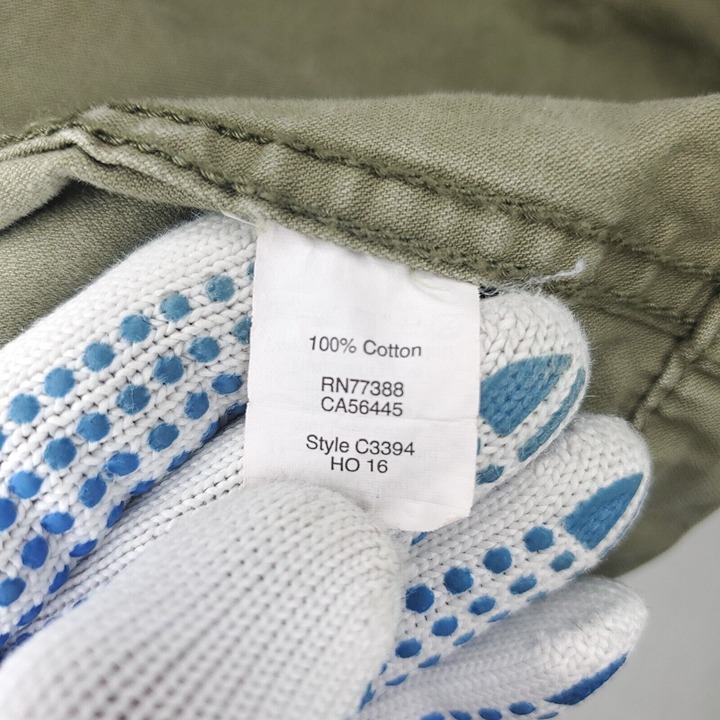 100% Cotton
RN77388
CA56445
Style C3394
HO 16